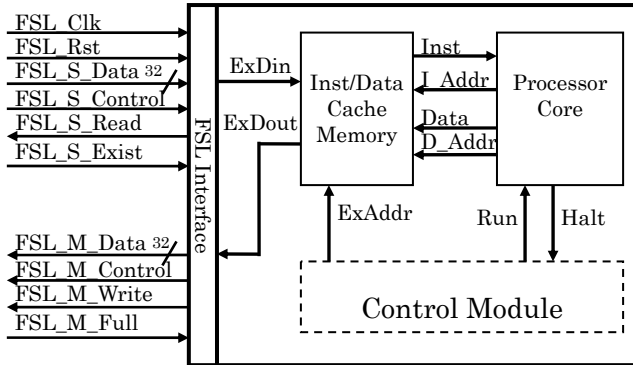 FSL_Clk
FSL_Rst
FSL_S_Data 32
FSL_S_Control
FSL_S_Read
FSL_S_Exist
FSL_M_Data 32
FSL_M_Control
FSL_M_Write
FSL_M_Full
FSL Interface
ExDin
ExDout
Inst/Data
Cache
Memory
Inst
I_Addr
Data
D_Addr
Processor
Core
ExAddr
Run
Halt
Control Module